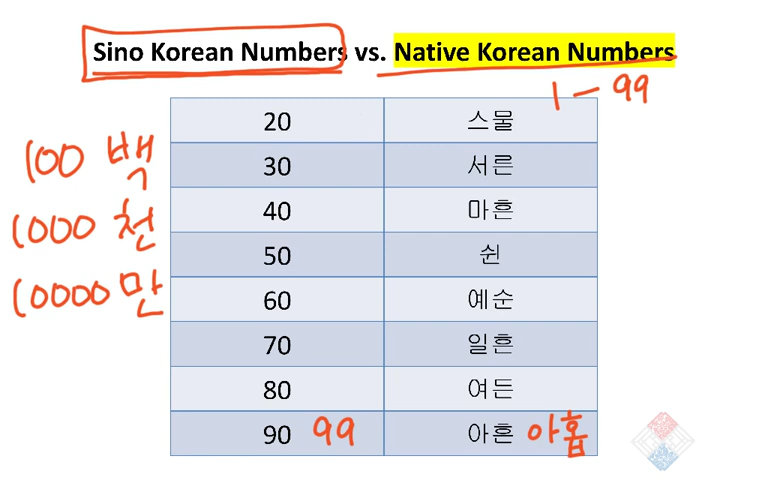 Sino Korean Numbers vs. Native Korean Numbers
1 – 99
20 스물
100 백
30 서른
40 마흔
1000 천
50 쉰
10000 만
60 예순
70 일흔
80 여든
90 99 아흔 아홉